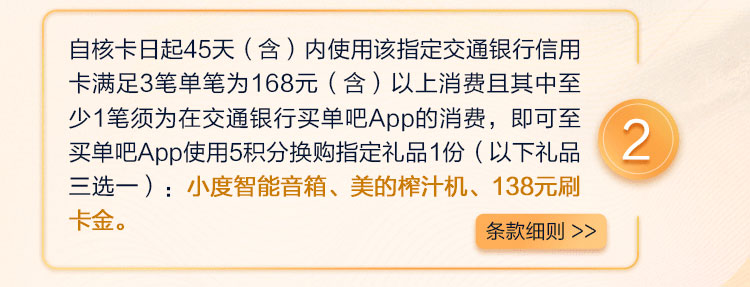 自核卡日起45天（含）内使用该指定交通银行信用
卡满足3笔单笔为168元（含）以上消费且其中至
少1笔须为在交通银行买单吧App的消费，即可至
买单吧App使用5积分换购指定礼品1份（以下礼品
三选一）：小度智能音箱、美的榨汁机、138元刷
卡金。
2
条款细则 >>